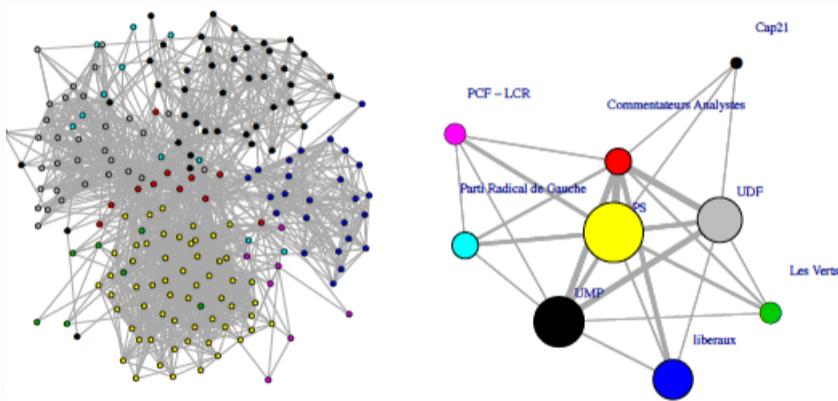 Cap21
PCF – LCR
Commentateurs Analystes
Parti Radical de Gauche
UDF
PS
Les Verts
UMP
liberaux